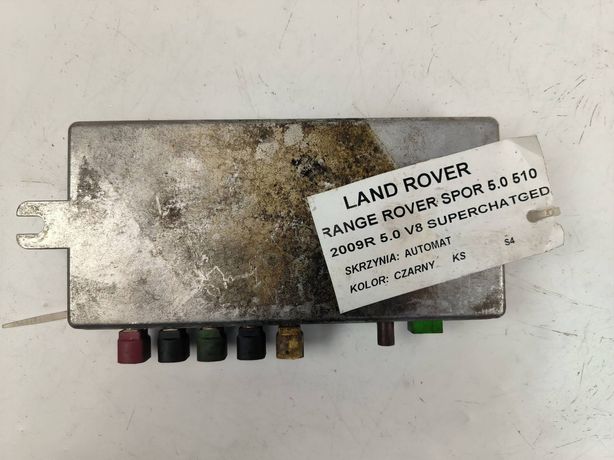 LAND ROVER
RANGE ROVER SPOR 5.0 510
2009R 5.0 V8 SUPERCHATGED
SKRZYNIA: AUTOMAT S4
KOLOR: CZARNY KS